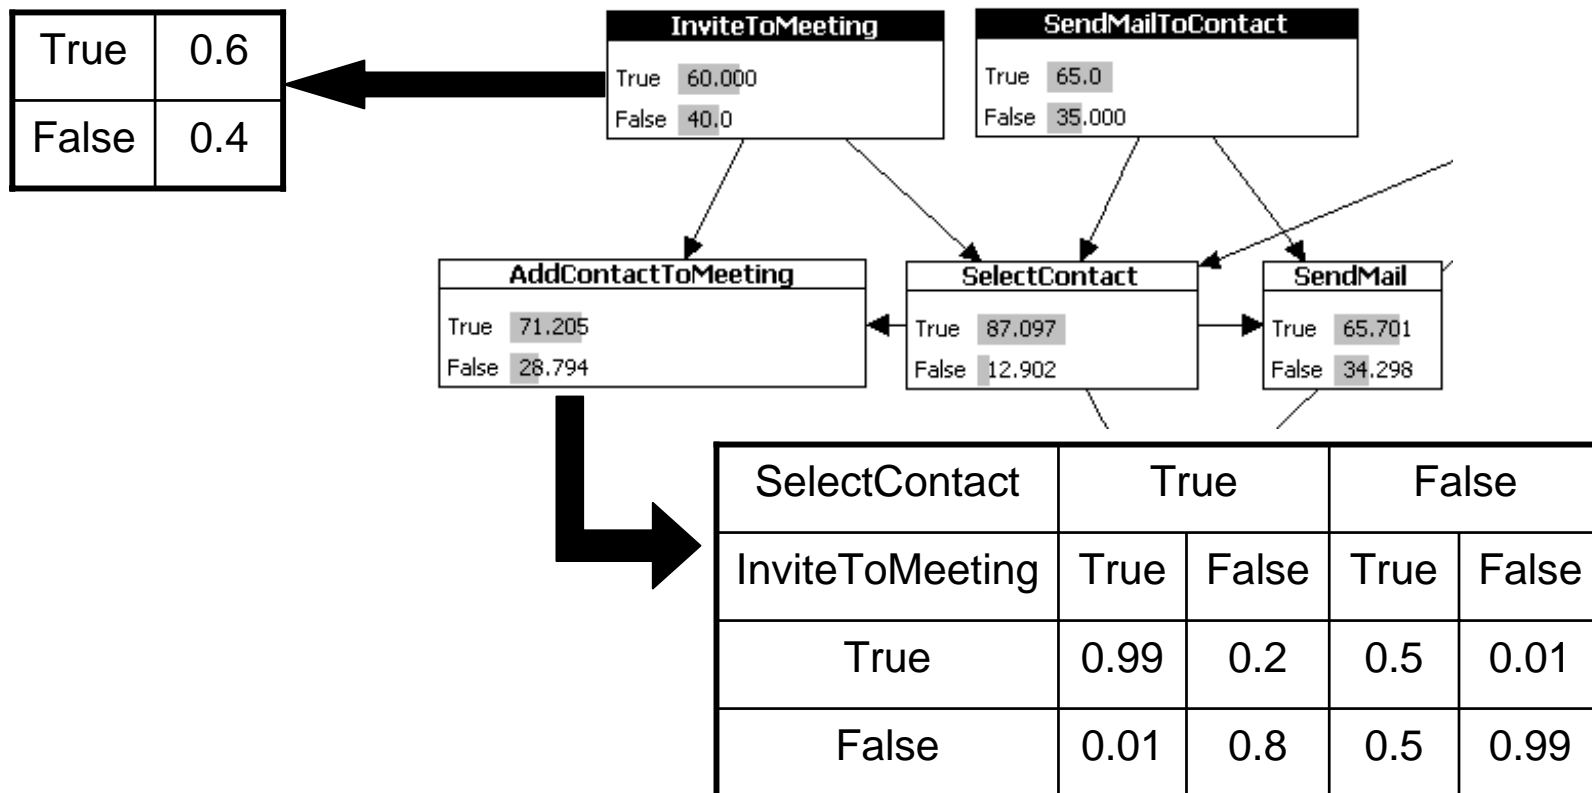 True 0.6
False 0.4
InviteToMeeting
True 60.000
False 40.0
SendMailToContact
True 65.0
False 35.000
AddContactToMeeting
True 71.205
False 28.794
SelectContact
True 87.097
False 12.902
SendMail
True 65.701
False 34.298
SelectContact True False
InviteToMeeting True False True False
True 0.99 0.2 0.5 0.01
False 0.01 0.8 0.5 0.99